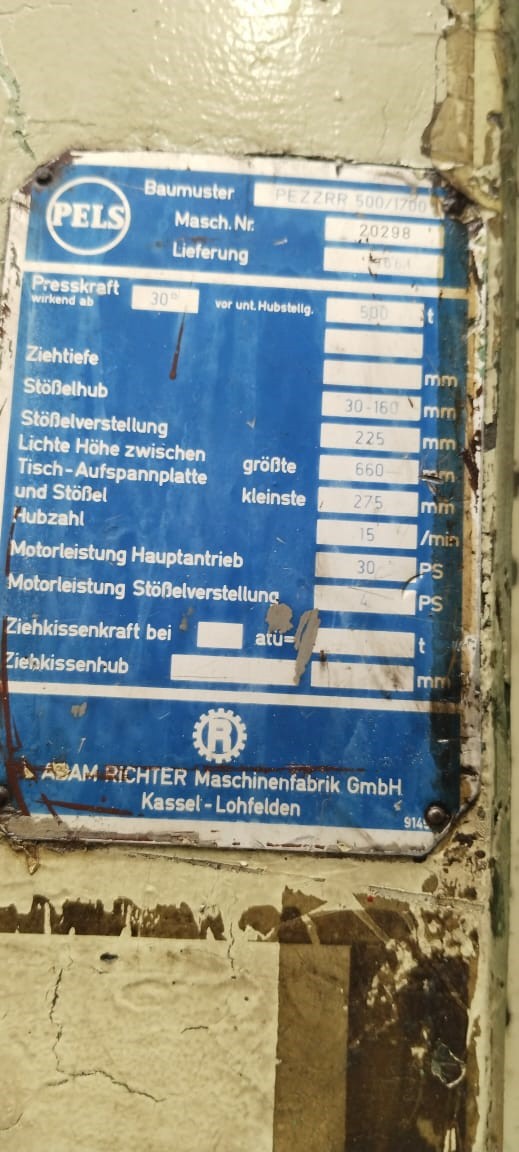 PELS
Baumuster PEZZRR 500/1700
Masch. Nr. 20298
Lieferung
Presskraft
wirkend ab 30° vor unt. Hubstellg. 500 t
Ziehtiefe mm
Stößelhub 30-160 mm
Stößelverstellung 225 mm
Lichte Höhe zwischen
Tisch-Aufspannplatte größte 660 mm
und Stößel kleinste 275 mm
Hubzahl 15 /min
Motorleistung Hauptantrieb 30 PS
Motorleistung Stößelverstellung 4 PS
Ziehkissenkraft bei atü= t
Ziehkissenhub mm
R
ADAM RICHTER Maschinenfabrik GmbH
Kassel-Lohfelden